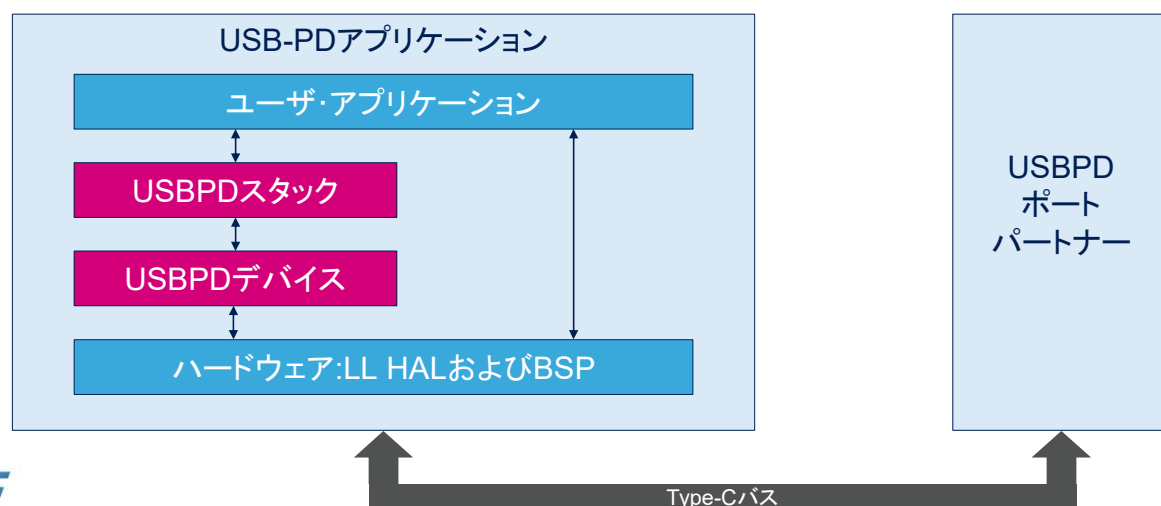 USB-PDアプリケーション
ユーザ・アプリケーション
USBPDスタック
USBPDデバイス
ハードウェア:LL HALおよびBSP
USBPD
ポート
パートナー
Type-Cバス